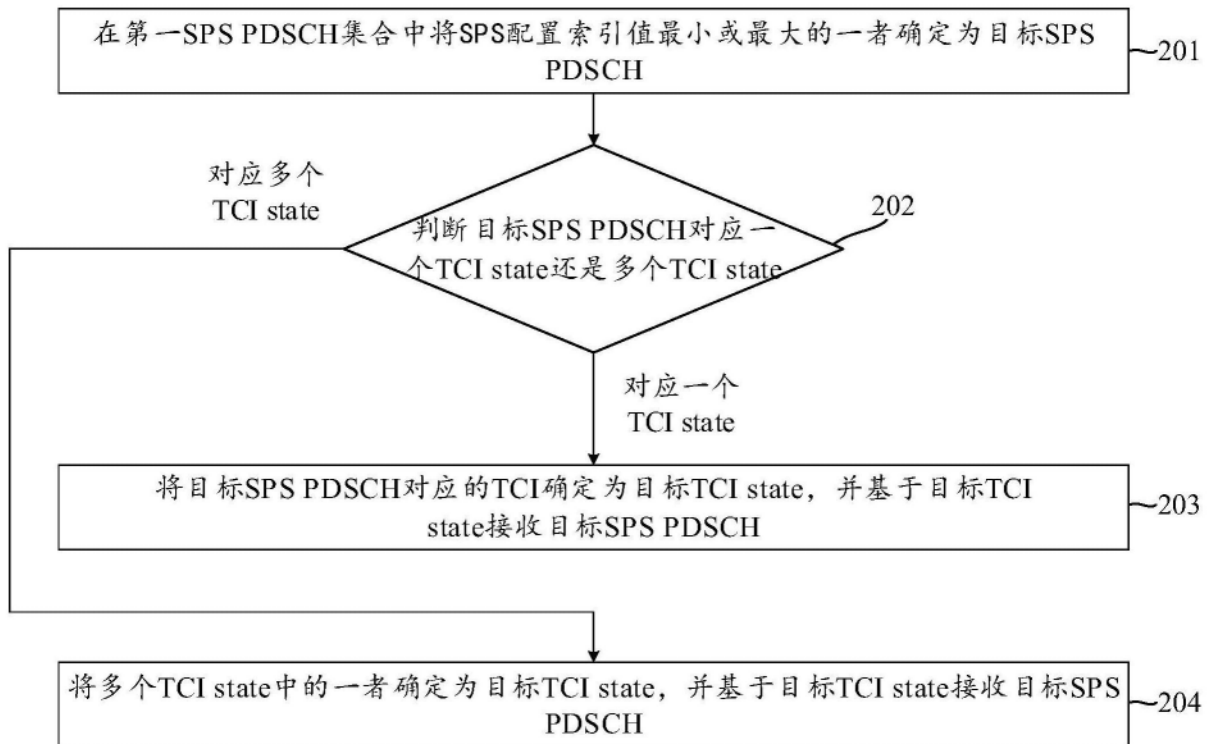 在第一SPS PDSCH集合中将SPS配置索引值最小或最大的一者确定为目标SPS
PDSCH
201
对应多个
TCI state
202
判断目标SPS PDSCH对应一
个TCI state还是多个TCI state
对应一个
TCI state
将目标SPS PDSCH对应的TCI确定为目标TCI state，并基于目标TCI
state接收目标SPS PDSCH
203
将多个TCI state中的一者确定为目标TCI state，并基于目标TCI state接收目标SPS
PDSCH
204